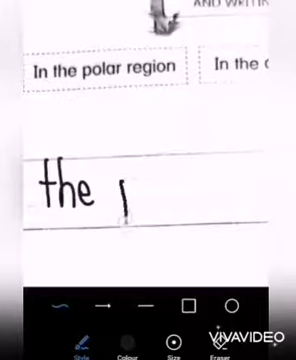 AND WRITIN
In the polar region
In the
the
Style
Colour
Size
Eraser
VIVAVIDEO